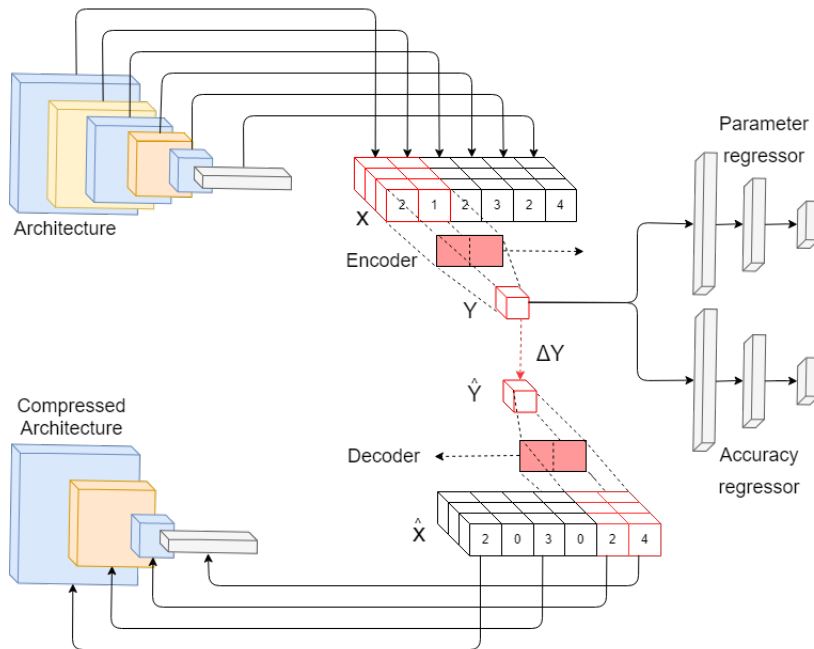 Parameter
regressor
Architecture
X
2 1 2 3 2 4
Encoder
Y
ΔY
Ŷ
Compressed
Architecture
Decoder
Accuracy
regressor
X̂
2 0 3 0 2 4